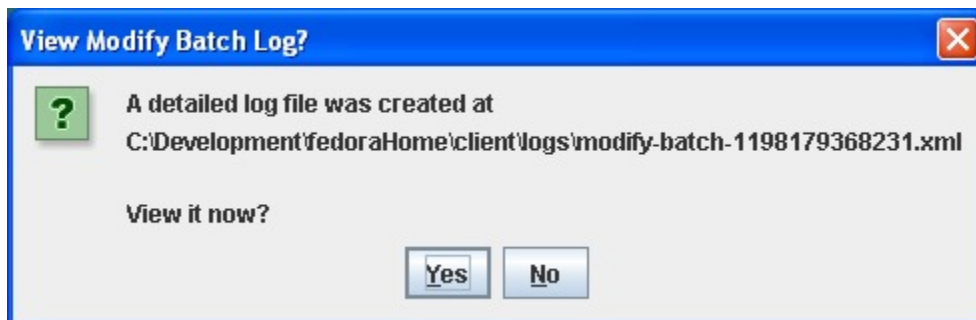 View Modify Batch Log?
A detailed log file was created at
C:\Development\fedoraHome\client\logs\modify-batch-1198179368231.xml
View it now?
Yes No